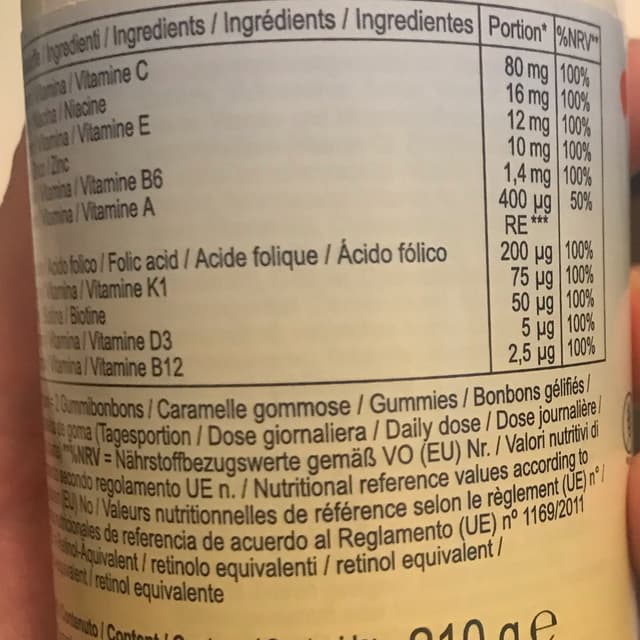 Ingredienti / Ingredients / Ingrédients / Ingredientes Portion* %NRV**
/ Vitamine C 80 mg 100%
/ Niacine 16 mg 100%
/ Vitamine E 12 mg 100%
/ Zinc 10 mg 100%
/ Vitamine B6 1,4 mg 100%
/ Vitamine A 400 µg 50%
RE ***
folico / Folic acid / Acide folique / Ácido fólico 200 µg 100%
/ Vitamine K1 75 µg 100%
/ Biotine 50 µg 100%
/ Vitamine D3 5 µg 100%
/ Vitamine B12 2,5 µg 100%
Gummibonbons / Caramelle gommose / Gummies / Bonbons gélifiés /
goma (Tagesportion / Dose giornaliera / Daily dose / Dose journalière /
**%NRV = Nährstoffbezugswerte gemäß VO (EU) Nr. / Valori nutritivi di
secondo regolamento UE n. / Nutritional reference values according to
(EU) No / Valeurs nutritionnelles de référence selon le règlement (UE) n° /
de referencia de acuerdo al Reglamento (UE) nº 1169/2011
/ retinolo equivalenti / retinol equivalent /
/ retinol equivalente
210 g e